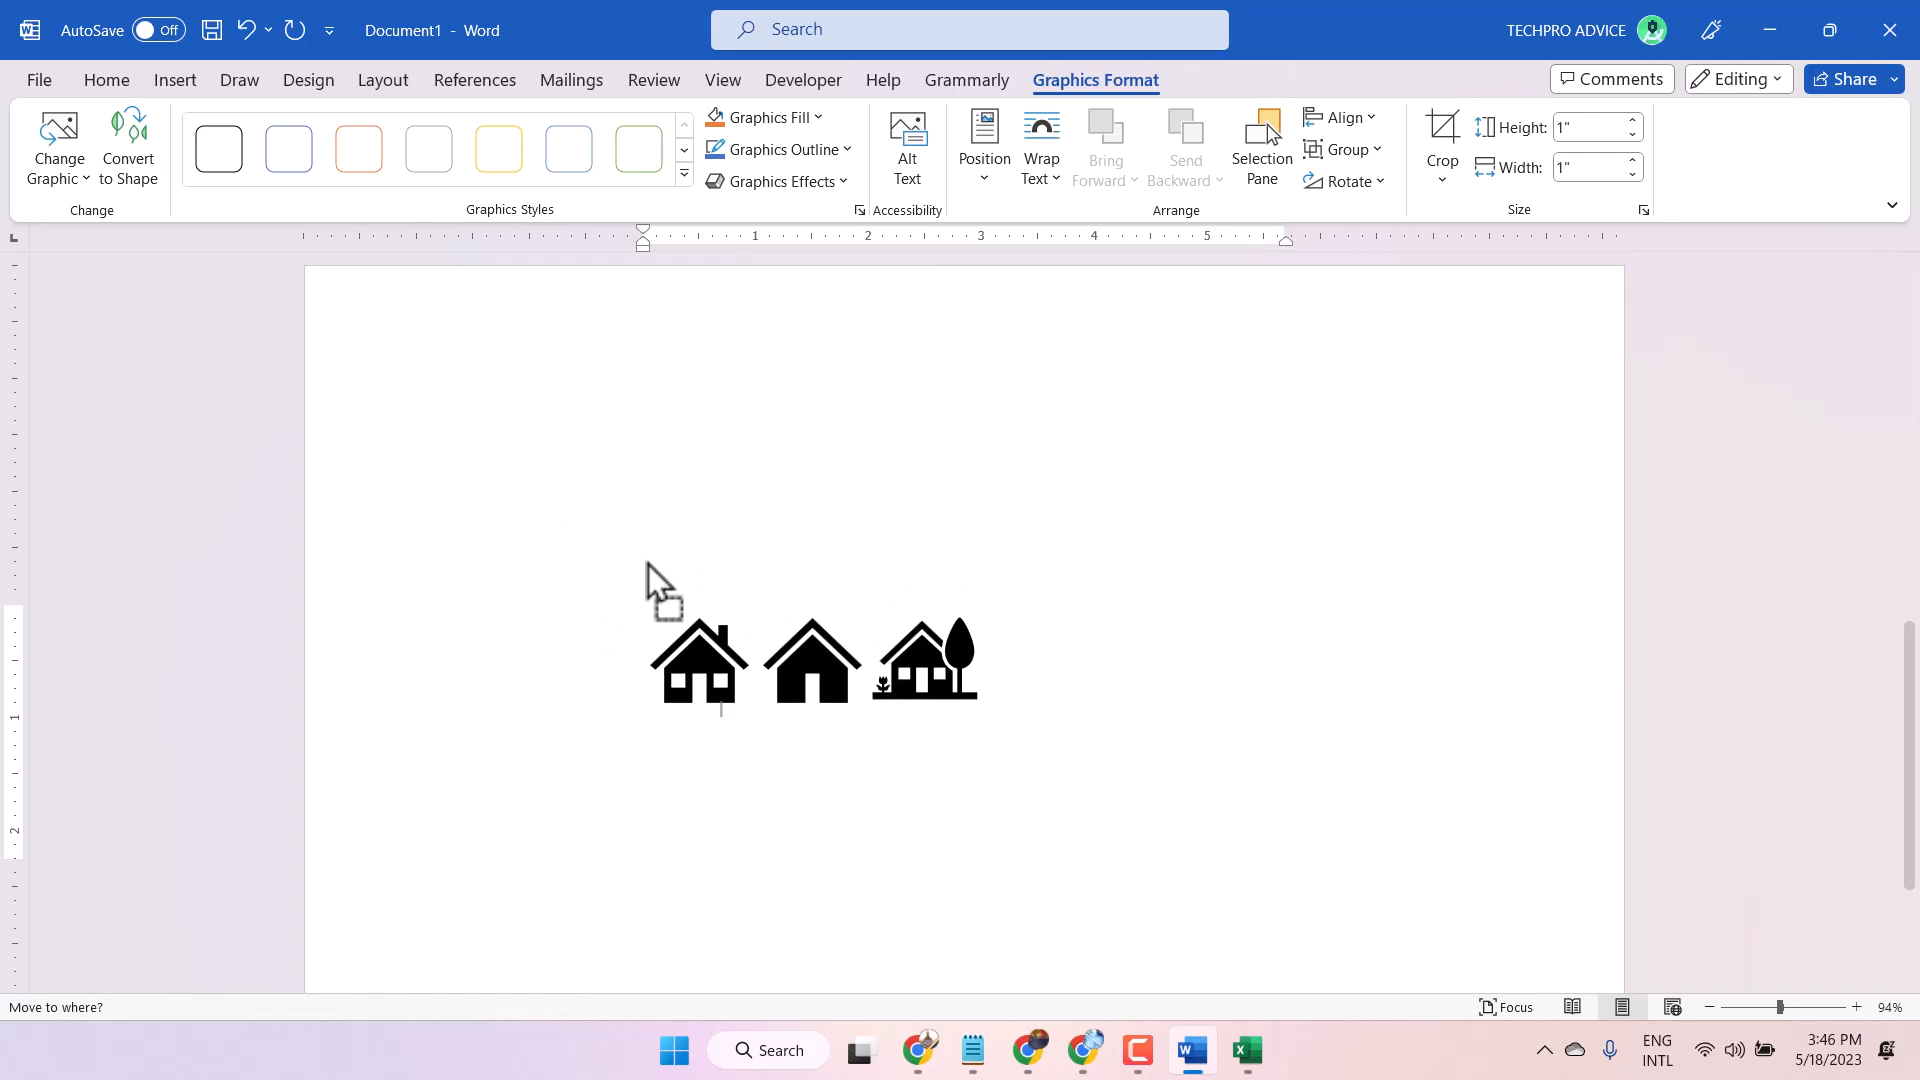 AutoSave Off Document1 - Word Search TECHPRO ADVICE
File Home Insert Draw Design Layout References Mailings Review View Developer Help Grammarly Graphics Format Comments Editing Share
Change Graphic
Convert to Shape
Change
Graphics Fill
Graphics Outline
Graphics Effects
Graphics Styles
Alt Text
Accessibility
Position
Wrap Text
Bring Forward
Send Backward
Selection Pane
Align
Group
Rotate
Arrange
Crop
Height: 1"
Width: 1"
Size
1 2 3 4 5
1
2
Move to where?
Focus
94%
Search
ENG
INTL
3:46 PM
5/18/2023